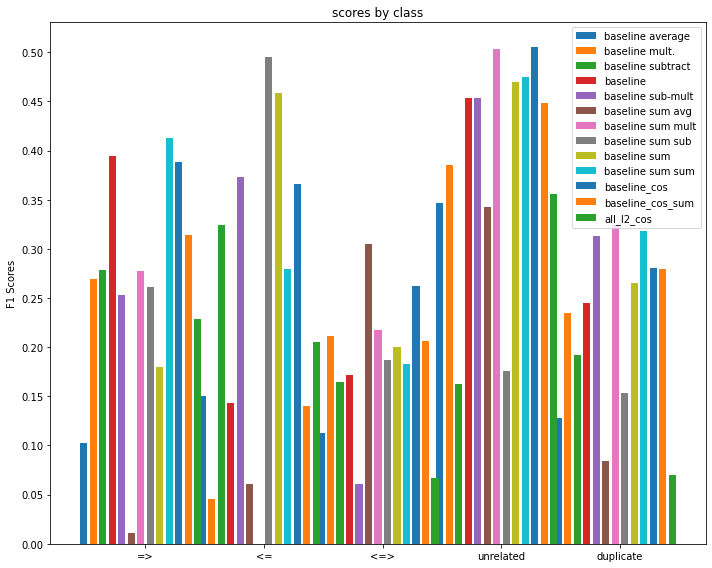 scores by class
F1 Scores
0.50
0.45
0.40
0.35
0.30
0.25
0.20
0.15
0.10
0.05
0.00
baseline average
baseline mult.
baseline subtract
baseline
baseline sub-mult
baseline sum avg
baseline sum mult
baseline sum sub
baseline sum
baseline sum sum
baseline_cos
baseline_cos_sum
all_l2_cos
=> <= <=> unrelated duplicate